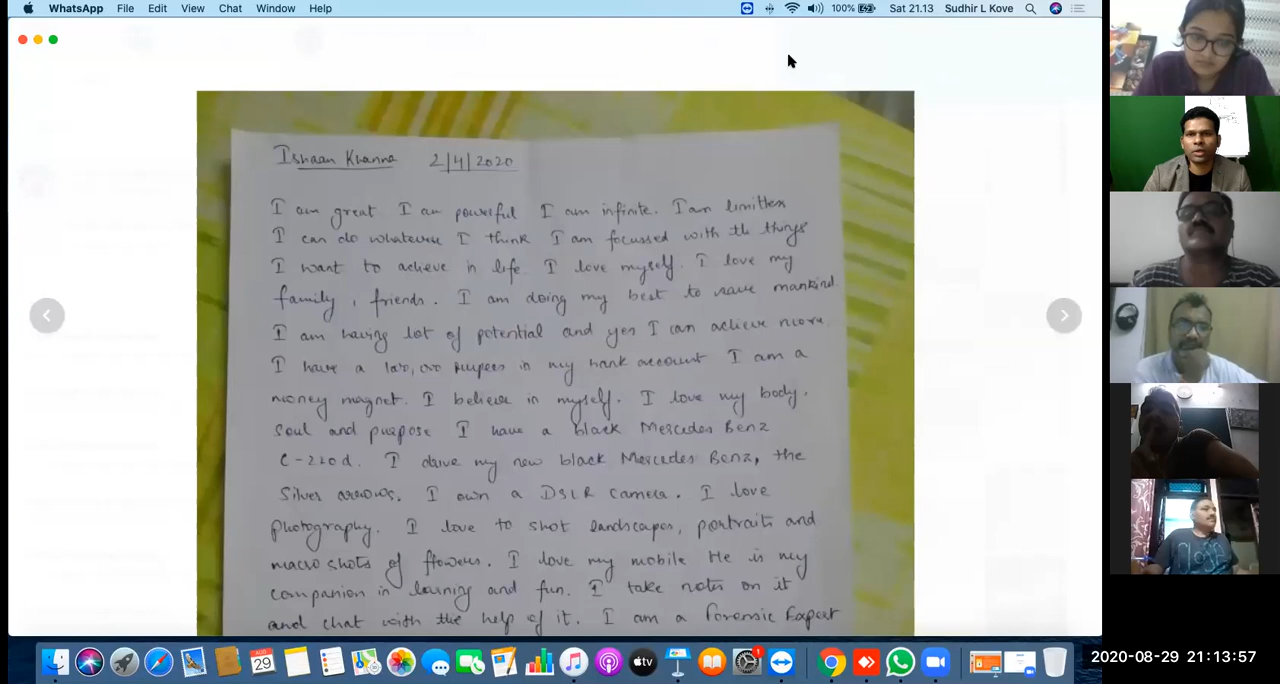 WhatsApp File Edit View Chat Window Help 100% Sat 21.13 Sudhir L Kove
Ishaan Khanna 2/4/2020
I am great I am powerful I am infinite. I am
I can do whatever I think I am focussed with the things
I want to achieve in life. I love myself. I love my
family, friends. I am doing my best to save mankind
I am having lot of potential and yes I can achieve more.
I have a rupees in my bank account I am a
money magnet. I believe in myself. I love my body.
Soul and purpose I have a black Mercedes Benz
C-220d. I drive my new black Mercedes Benz, the
Silver arrows. I own a DSLR camera. I love
photography. I love to shot landscapes, portraits and
macro shots of flowers. I love my mobile He is my
companion in learning and fun. I take notes on it
and chat with the help of it. I am a Forensic Expert
AUG
29
tv
1
2020-08-29 21:13:57